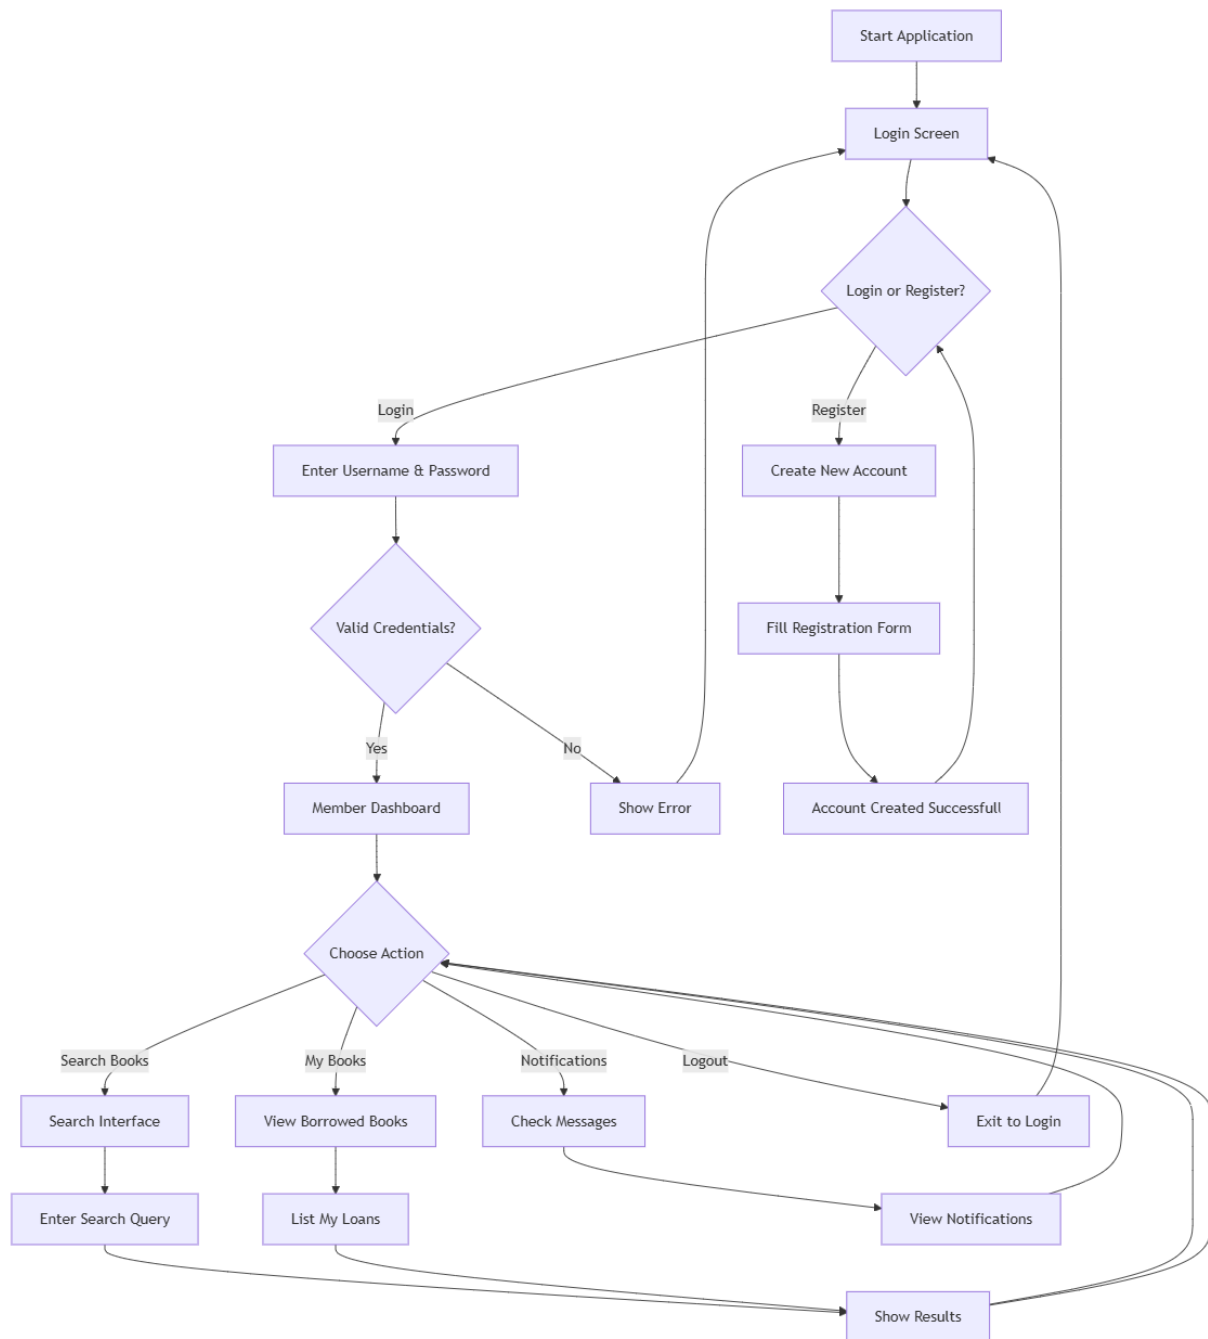 Start Application
Login Screen
Login or Register?
Login
Register
Enter Username & Password
Create New Account
Valid Credentials?
Fill Registration Form
Yes
No
Member Dashboard
Show Error
Account Created Successfull
Choose Action
Search Books
My Books
Notifications
Logout
Search Interface
View Borrowed Books
Check Messages
Exit to Login
Enter Search Query
List My Loans
View Notifications
Show Results